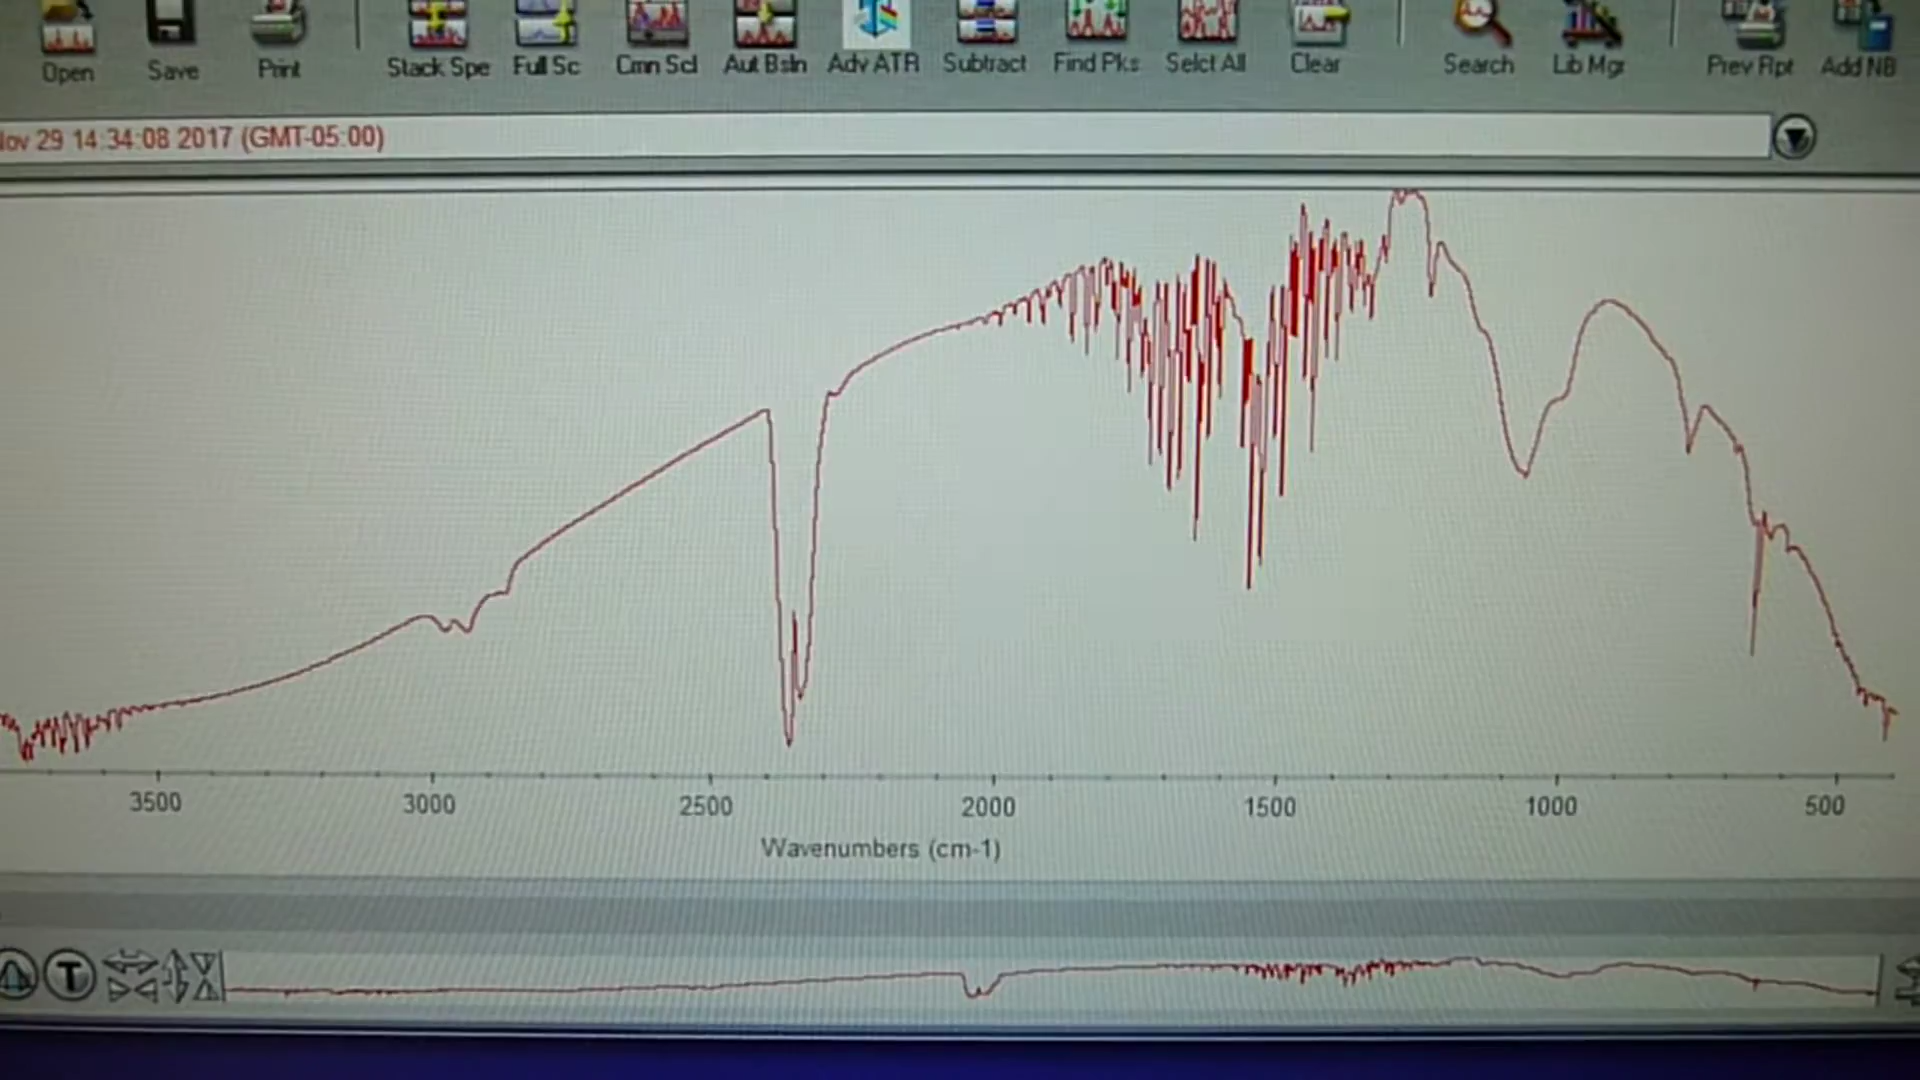 Open Save Print Stack Spe Full Sc Cmn Scl Aut Bsln Adv ATR Subtract Find Pks Selct All Clear Search Lib Mgr Prev Rpt Add NB
Nov 29 14:34:08 2017 (GMT-05:00)
3500 3000 2500 2000 1500 1000 500
Wavenumbers (cm-1)
T